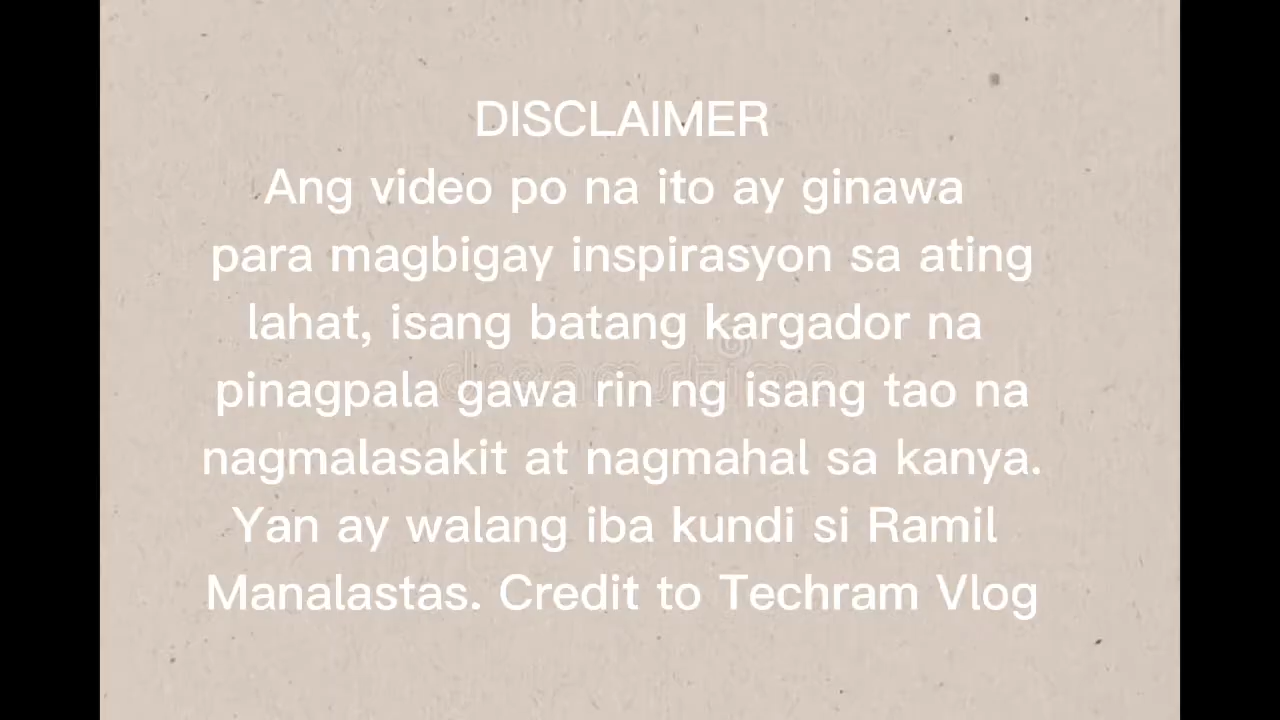 DISCLAIMER
Ang video po na ito ay ginawa
para magbigay inspirasyon sa ating
lahat, isang batang kargador na
pinagpala gawa rin ng isang tao na
nagmalasakit at nagmahal sa kanya.
Yan ay walang iba kundi si Ramil
Manalastas. Credit to Techram Vlog
dreamstime